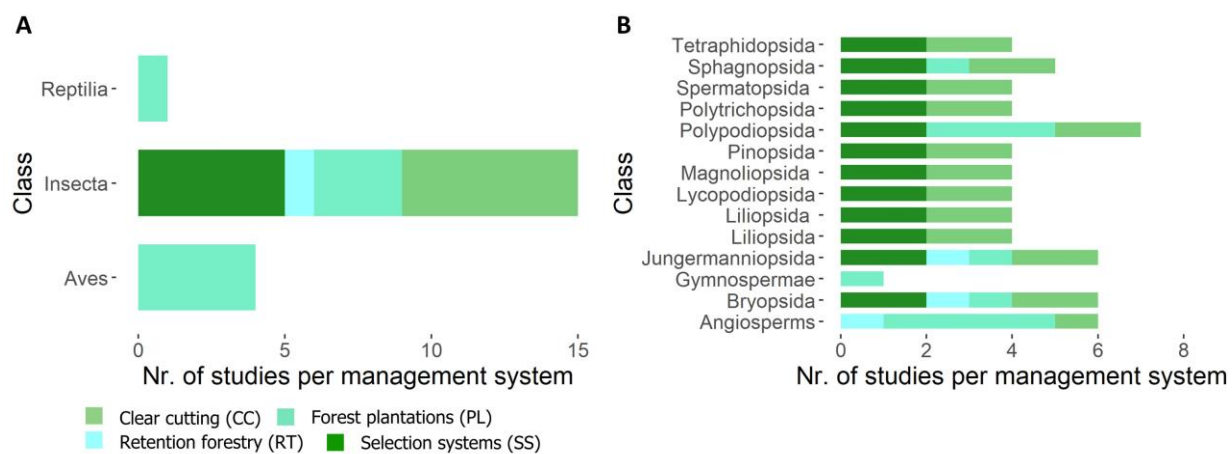 A
Reptilia
Insecta
Aves
Class
0 5 10 15
Nr. of studies per management system
Clear cutting (CC) Forest plantations (PL)
Retention forestry (RT) Selection systems (SS)
B
Tetraphidopsida
Sphagnopsida
Spermatopsida
Polytrichopsida
Polypodiopsida
Pinopsida
Magnoliopsida
Lycopodiopsida
Liliopsida
Liliopsida
Jungermanniopsida
Gymnospermae
Bryopsida
Angiosperms
Class
0 2 4 6 8
Nr. of studies per management system